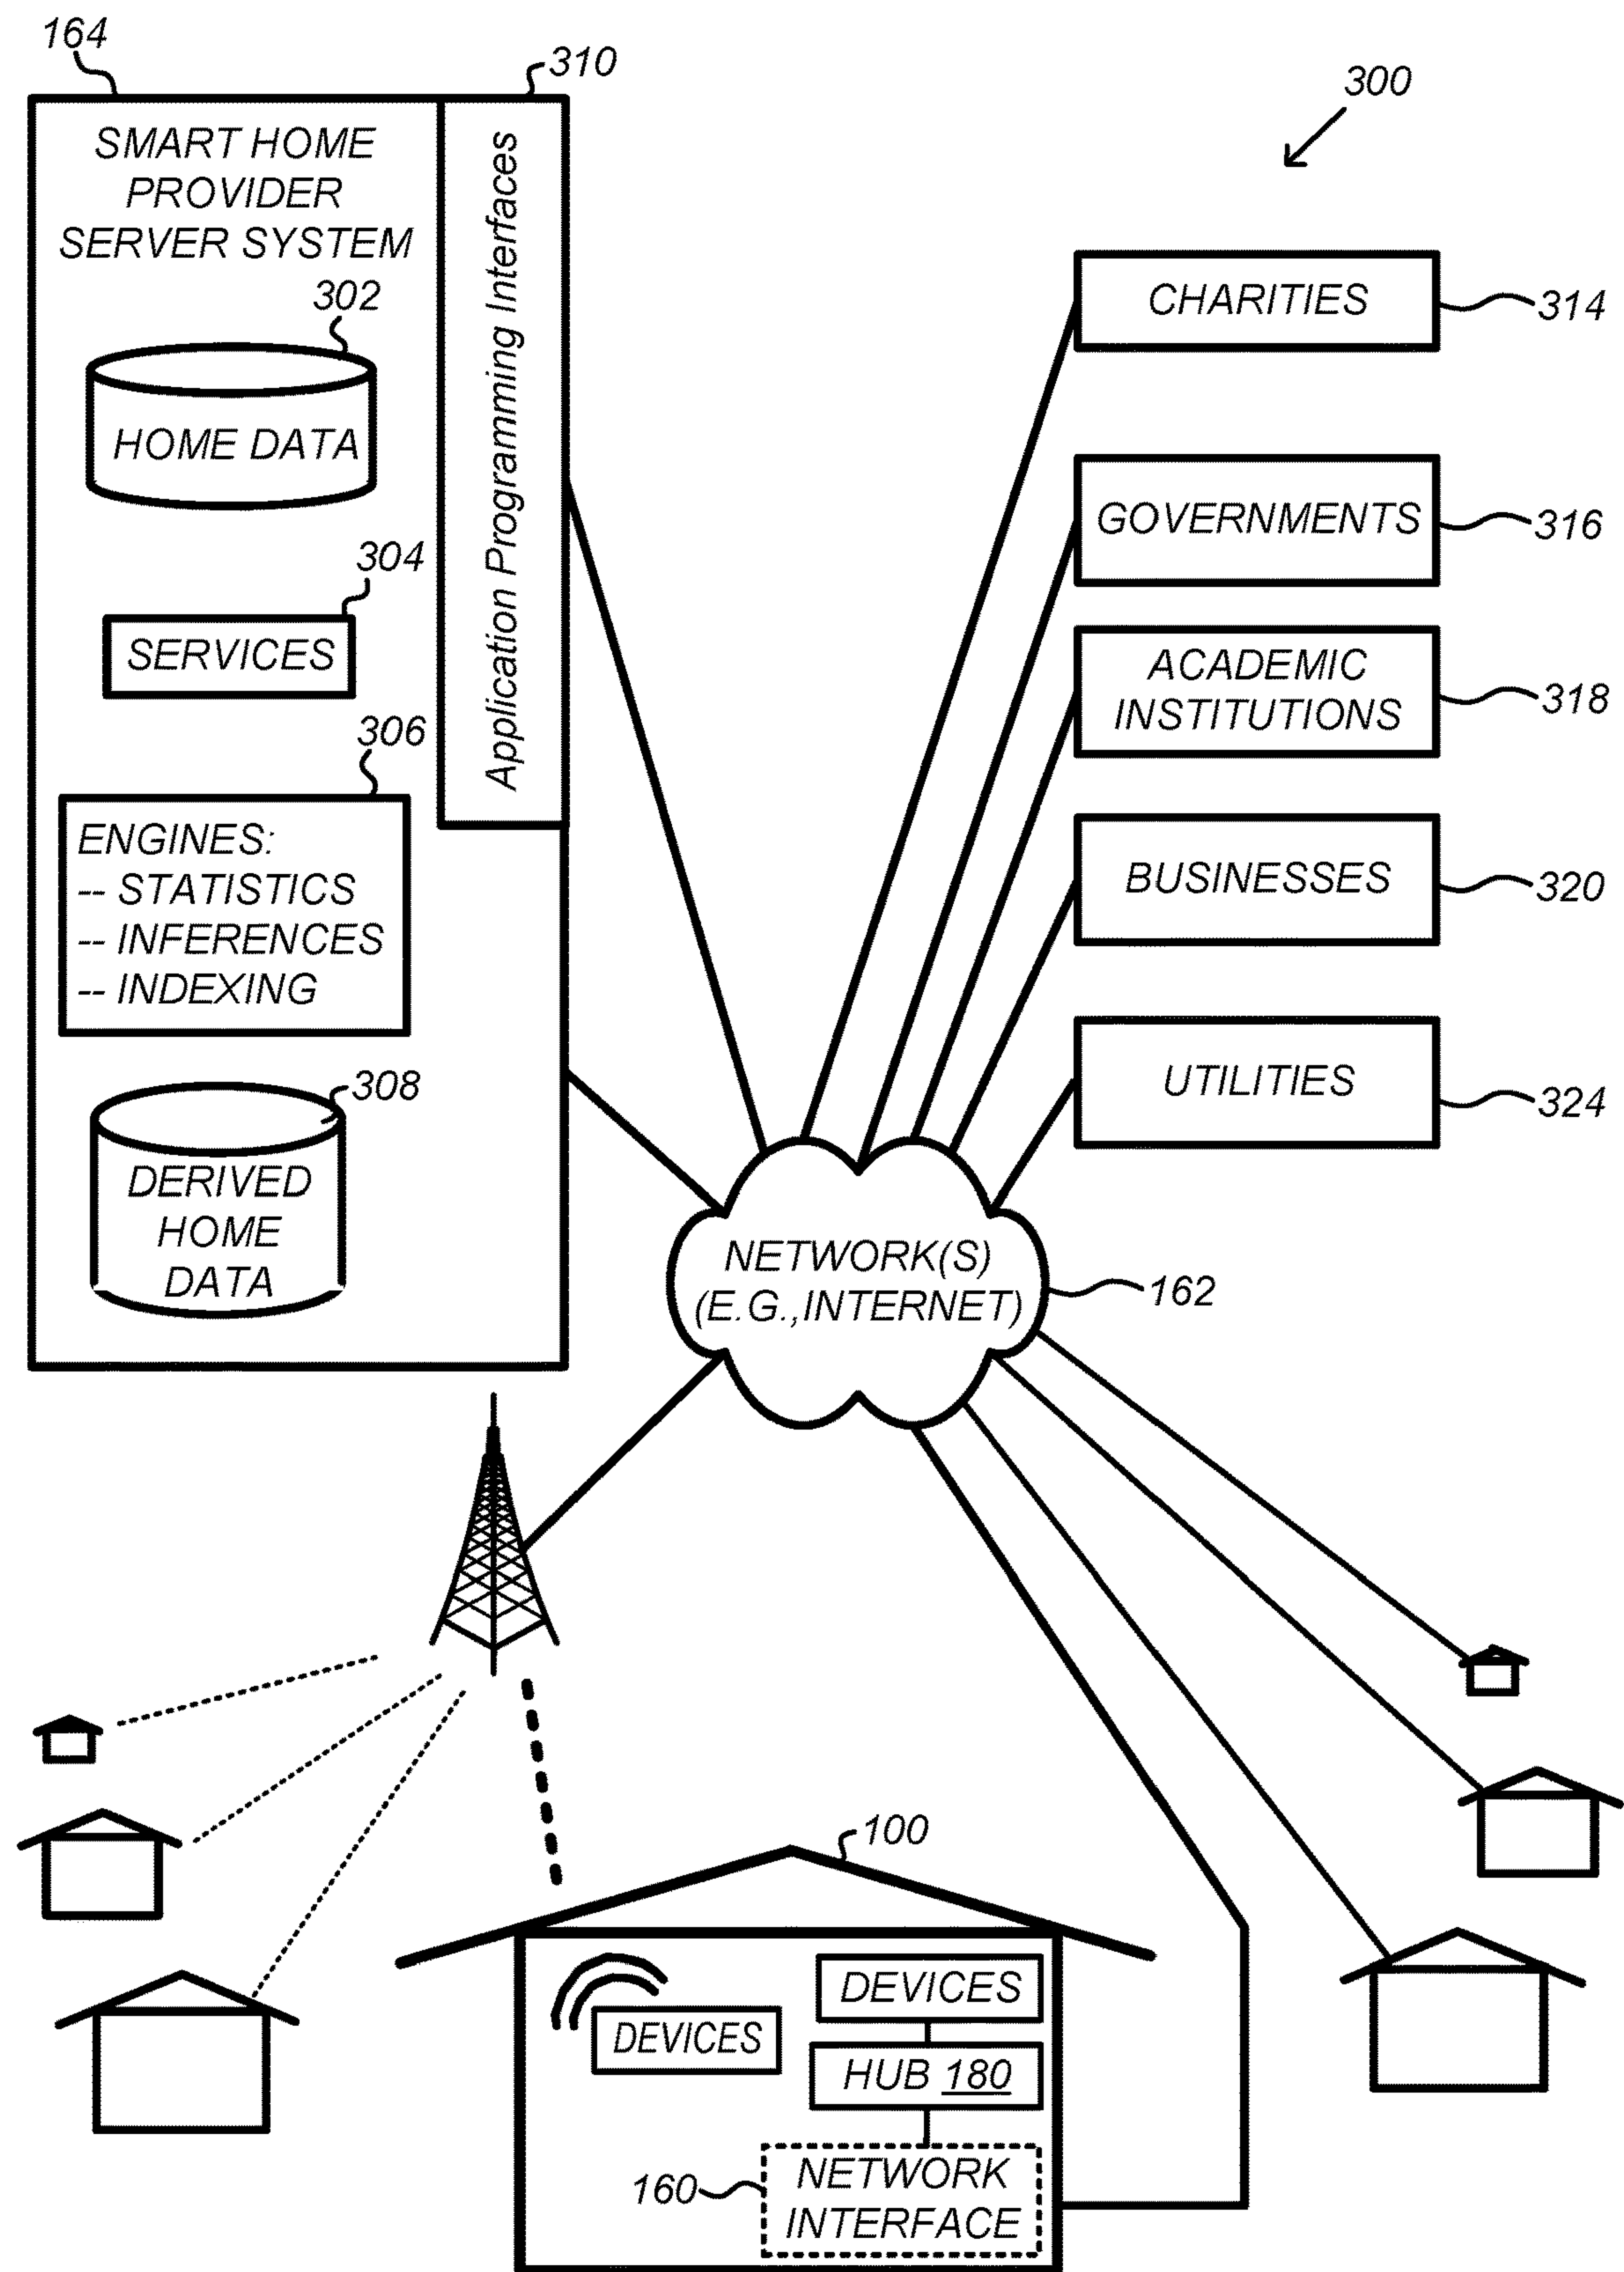 164
310
300
SMART HOME
PROVIDER
SERVER SYSTEM
Application Programming Interfaces
302
HOME DATA
304
SERVICES
306
ENGINES:
-- STATISTICS
-- INFERENCES
-- INDEXING
308
DERIVED
HOME
DATA
CHARITIES
314
GOVERNMENTS
316
ACADEMIC
INSTITUTIONS
318
BUSINESSES
320
UTILITIES
324
NETWORK(S)
(E.G.,INTERNET)
162
100
DEVICES
DEVICES
HUB 180
160
NETWORK
INTERFACE